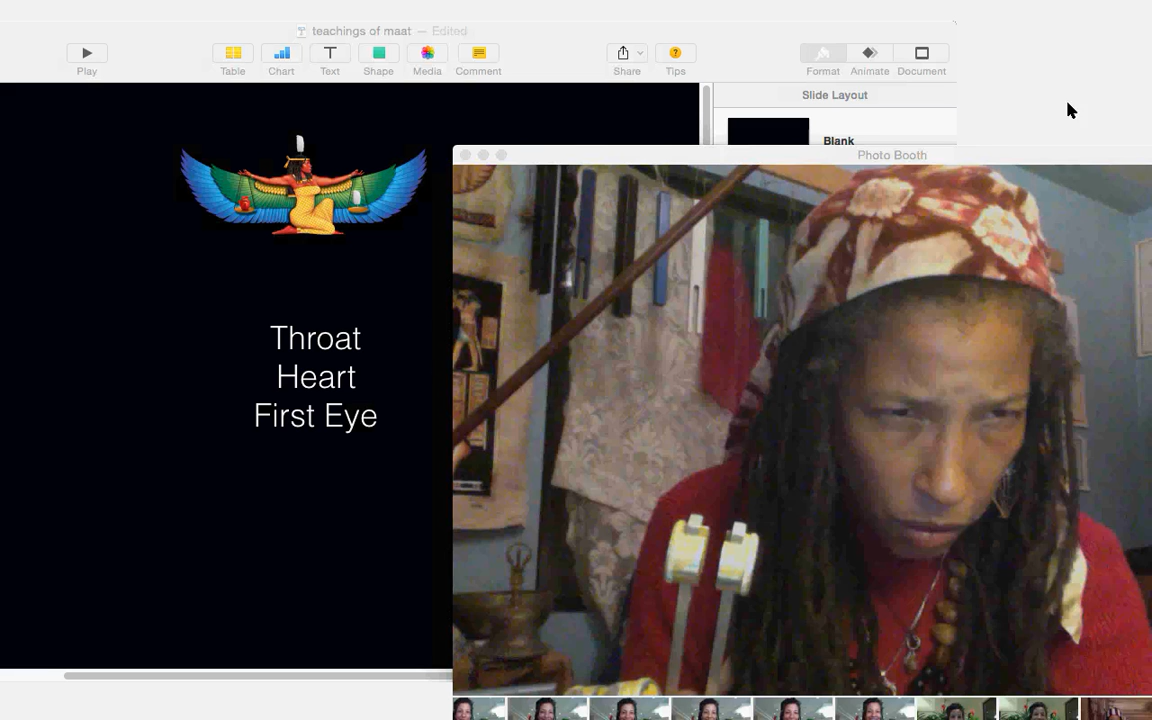 teachings of maat — Edited
Play
Table
Chart
Text
Shape
Media
Comment
Share
Tips
Format
Animate
Document
Slide Layout
Blank
Photo Booth
Throat
Heart
First Eye